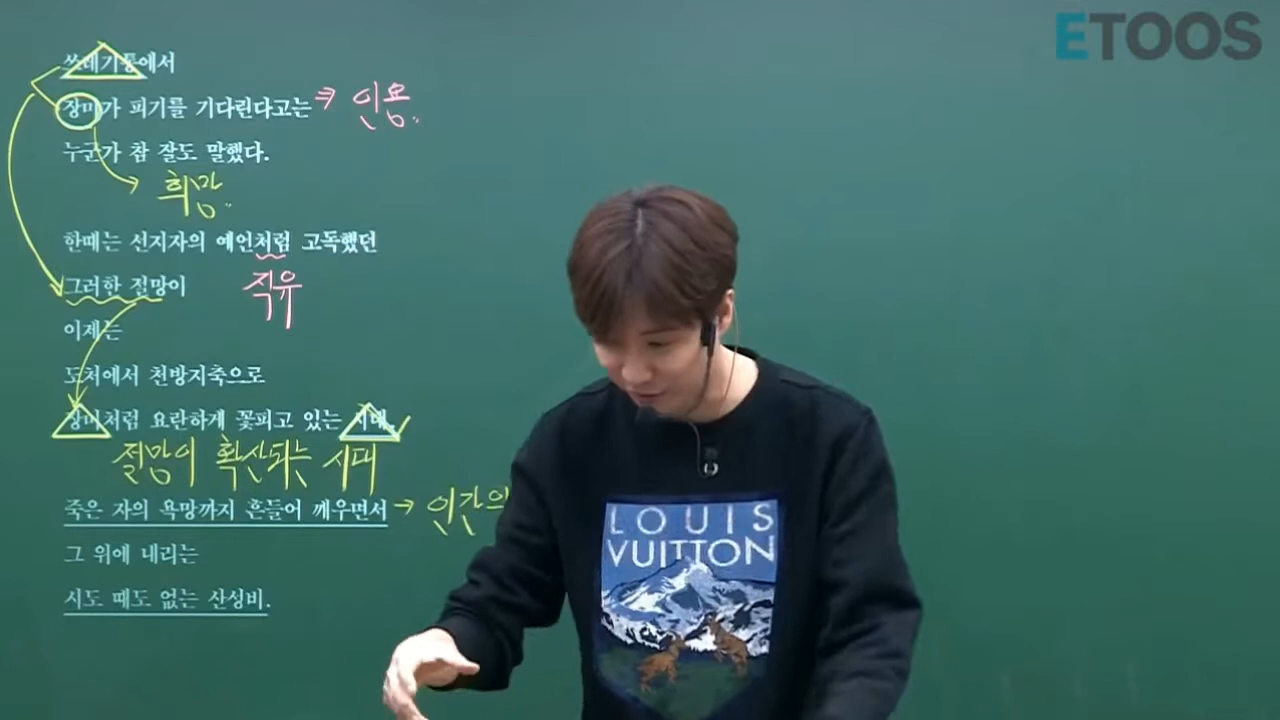 ETOOS
쓰레기통에서
장미가 피기를 기다린다고는 → 인용
누군가 참 잘도 말했다.
희망
한때는 선지자의 예언처럼 고독했던
그러한 절망이
직유
이제는
도처에서 천방지축으로
장미처럼 요란하게 꽃피고 있는 시대.
절망이 확산되는 시대
죽은 자의 욕망까지 흔들어 깨우면서 → 인간의
그 위에 내리는
시도 때도 없는 산성비.
LOUIS
VUITTON